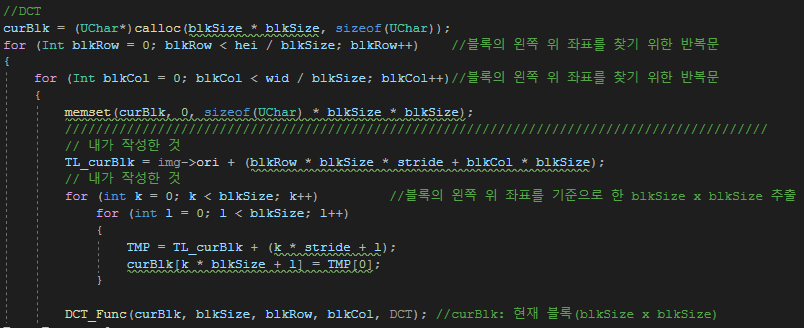 //DCT
curBlk = (UChar*)calloc(blkSize * blkSize, sizeof(UChar));
for (Int blkRow = 0; blkRow < hei / blkSize; blkRow++)    //블록의 왼쪽 위 좌표를 찾기 위한 반복문
{
    for (Int blkCol = 0; blkCol < wid / blkSize; blkCol++)//블록의 왼쪽 위 좌표를 찾기 위한 반복문
    {
        memset(curBlk, 0, sizeof(UChar) * blkSize * blkSize);
        ///////////////////////////////////////////////////////////////////////////////////////////
        // 내가 작성한 것
        TL_curBlk = img->ori + (blkRow * blkSize * stride + blkCol * blkSize);
        // 내가 작성한 것
        for (int k = 0; k < blkSize; k++)         //블록의 왼쪽 위 좌표를 기준으로 한 blkSize x blkSize 추출
            for (int l = 0; l < blkSize; l++)
            {
                TMP = TL_curBlk + (k * stride + l);
                curBlk[k * blkSize + l] = TMP[0];
            }

        DCT_Func(curBlk, blkSize, blkRow, blkCol, DCT); //curBlk: 현재 블록(blkSize x blkSize)